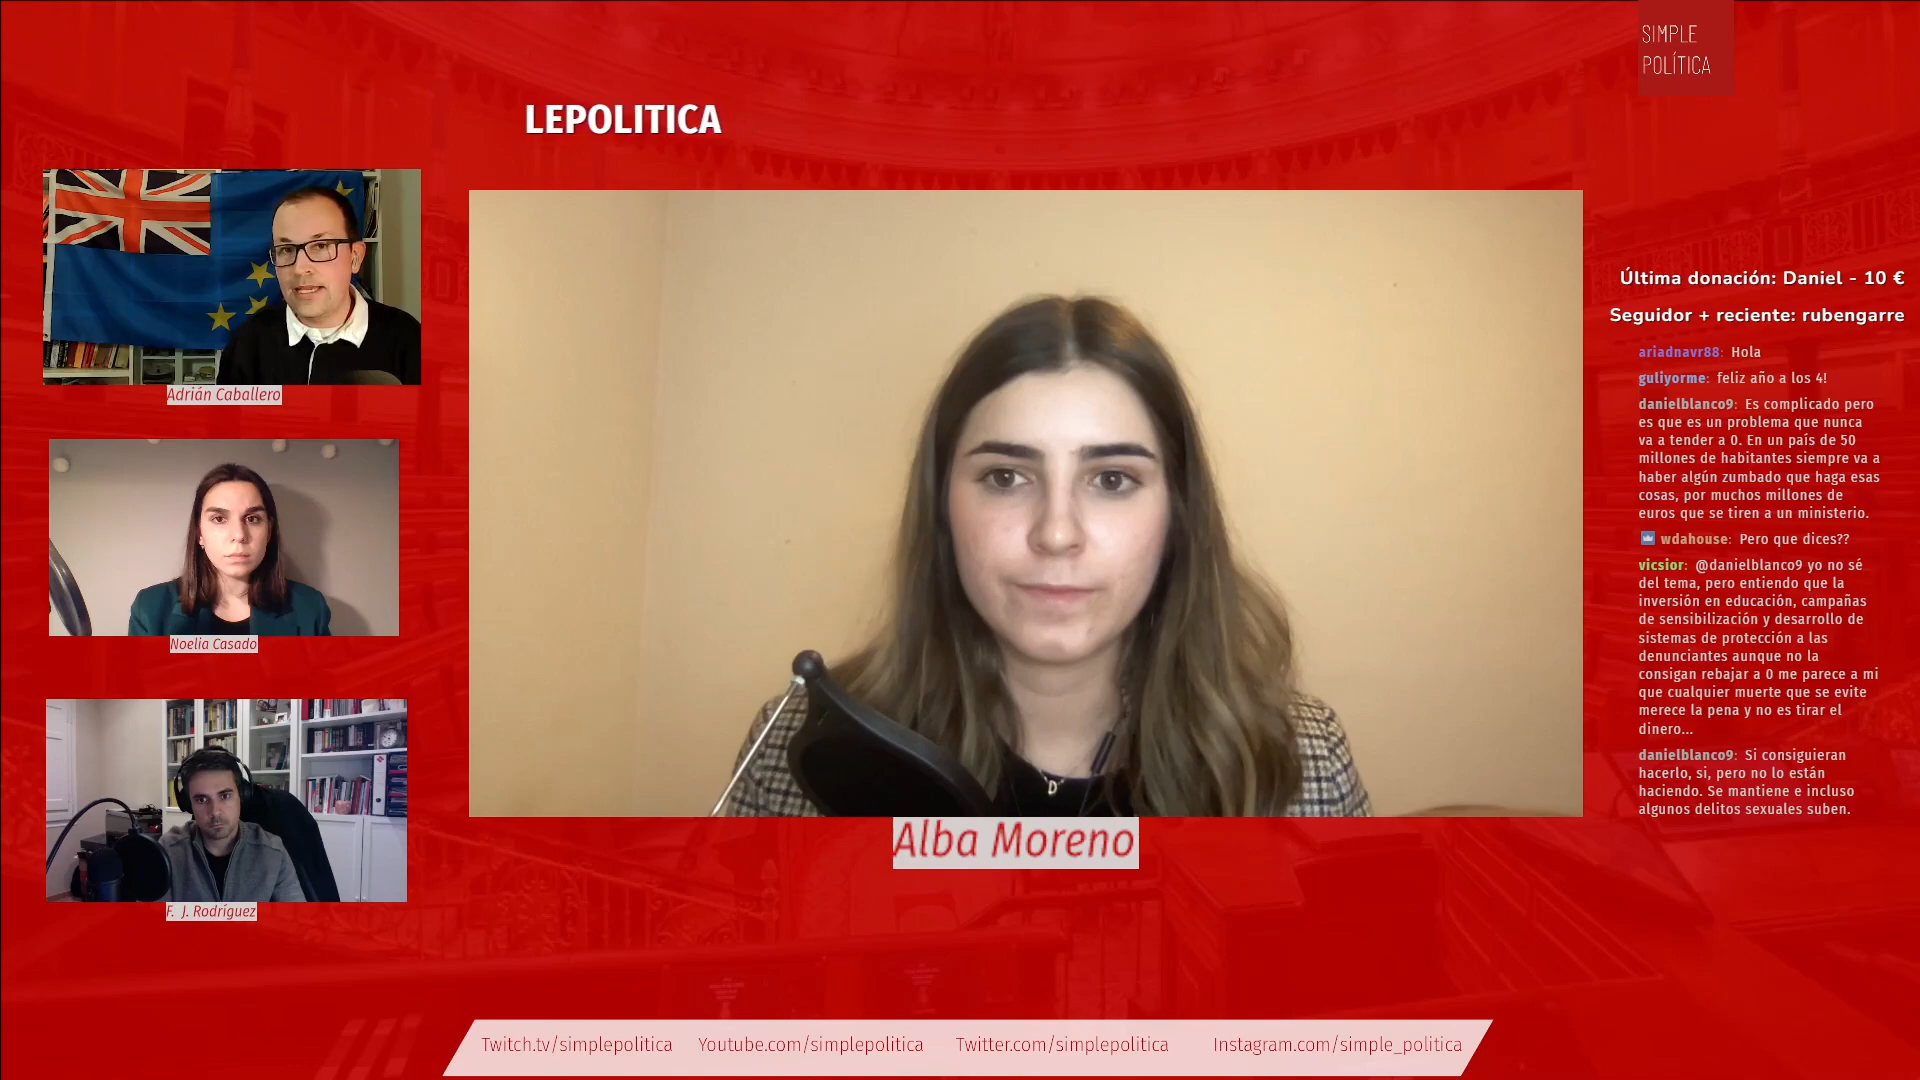 SIMPLE
POLÍTICA
LEPOLITICA
Adrián Caballero
Noelia Casado
F. J. Rodríguez
Alba Moreno
Última donación: Daniel - 10 €
Seguidor + reciente: rubengarre
ariadnavr88: Hola
guliyorme: feliz año a los 4!
danielblanco9: Es complicado pero
es que es un problema que nunca
va a tender a 0. En un país de 50
millones de habitantes siempre va a
haber algún zumbado que haga esas
cosas, por muchos millones de
euros que se tiren a un ministerio.
wdahouse: Pero que dices??
vicsior: @danielblanco9 yo no sé
del tema, pero entiendo que la
inversión en educación, campañas
de sensibilización y desarrollo de
sistemas de protección a las
denunciantes aunque no la
consigan rebajar a 0 me parece a mi
que cualquier muerte que se evite
merece la pena y no es tirar el
dinero...
danielblanco9: Si consiguieran
hacerlo, si, pero no lo están
haciendo. Se mantiene e incluso
algunos delitos sexuales suben.
Twitch.tv/simplepolitica Youtube.com/simplepolitica Twitter.com/simplepolitica Instagram.com/simple_politica